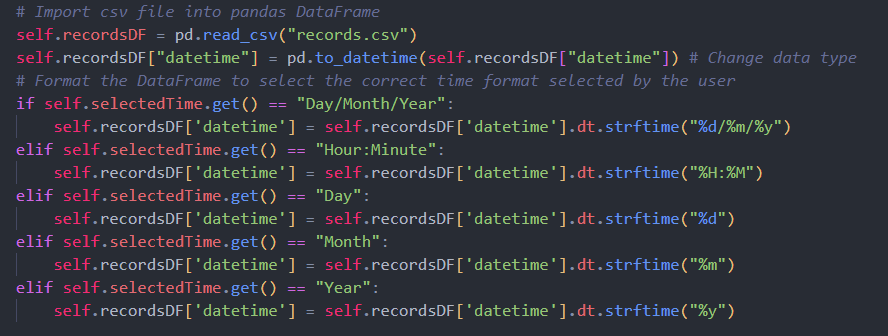 # Import csv file into pandas DataFrame
self.recordsDF = pd.read_csv("records.csv")
self.recordsDF["datetime"] = pd.to_datetime(self.recordsDF["datetime"]) # Change data type
# Format the DataFrame to select the correct time format selected by the user
if self.selectedTime.get() == "Day/Month/Year":
    self.recordsDF['datetime'] = self.recordsDF['datetime'].dt.strftime("%d/%m/%y")
elif self.selectedTime.get() == "Hour:Minute":
    self.recordsDF['datetime'] = self.recordsDF['datetime'].dt.strftime("%H:%M")
elif self.selectedTime.get() == "Day":
    self.recordsDF['datetime'] = self.recordsDF['datetime'].dt.strftime("%d")
elif self.selectedTime.get() == "Month":
    self.recordsDF['datetime'] = self.recordsDF['datetime'].dt.strftime("%m")
elif self.selectedTime.get() == "Year":
    self.recordsDF['datetime'] = self.recordsDF['datetime'].dt.strftime("%y")